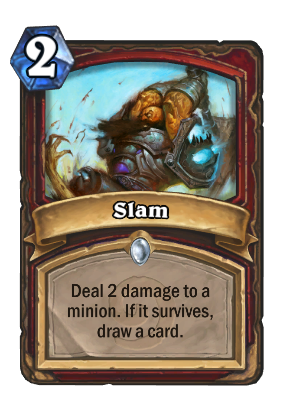 2
Slam
Deal 2 damage to a
minion. If it survives,
draw a card.